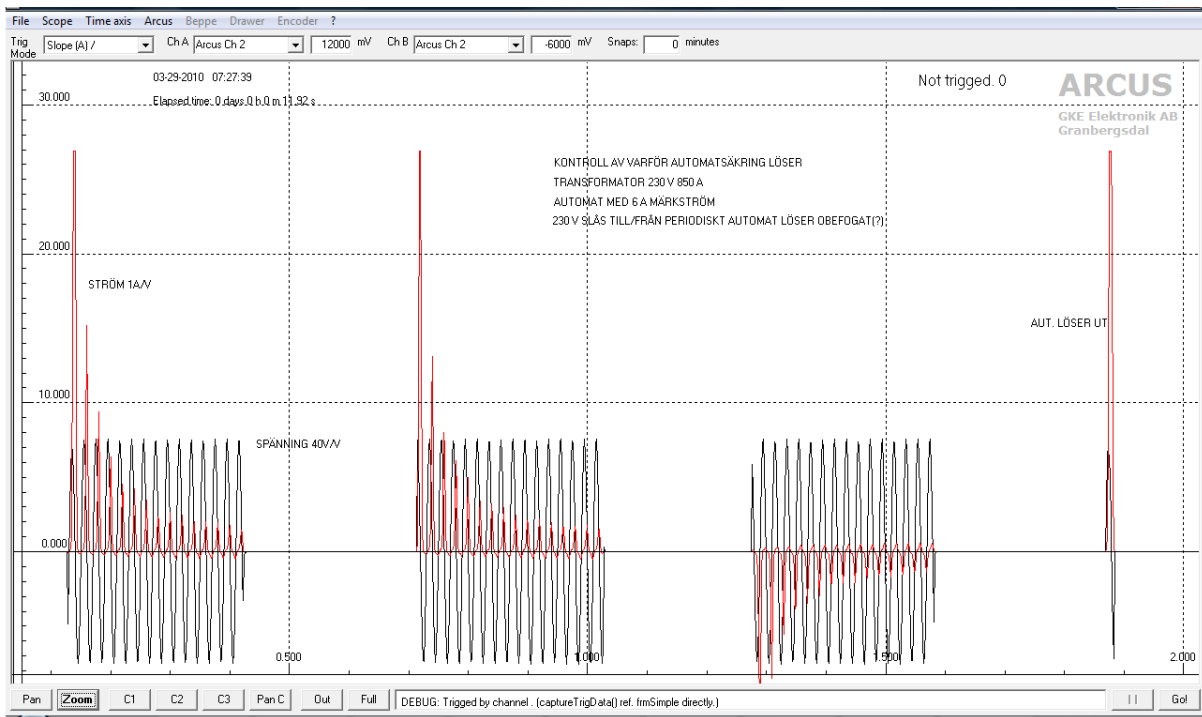 File Scope Time axis Arcus Beppe Drawer Encoder ?
Trig Mode Slope (A) / Ch A Arcus Ch 2 12000 mV Ch B Arcus Ch 2 -6000 mV Snaps: 0 minutes
03-29-2010 07:27:39
Not trigged. 0
ARCUS
Elapsed time: 0 days 0 h 0 m 11,92 s
30.000
GKE Elektronik AB
Granbergsdal
KONTROLL AV VARFÖR AUTOMATSÄKRING LÖSER
TRANSFORMATOR 230 V 850 A
AUTOMAT MED 6 A MÄRKSTRÖM
230 V SLÅS TILL/FRÅN PERIODISKT AUTOMAT LÖSER OBEFOGAT(?)
20.000
STRÖM 1A/V
AUT. LÖSER UT
10.000
SPÄNNING 40V/V
0.000
0.500 1.000 1.500 2.000
Pan Zoom C1 C2 C3 Pan C Out Full DEBUG: Trigged by channel . (captureTrigData() ref. frmSimple directly.) | | Go!